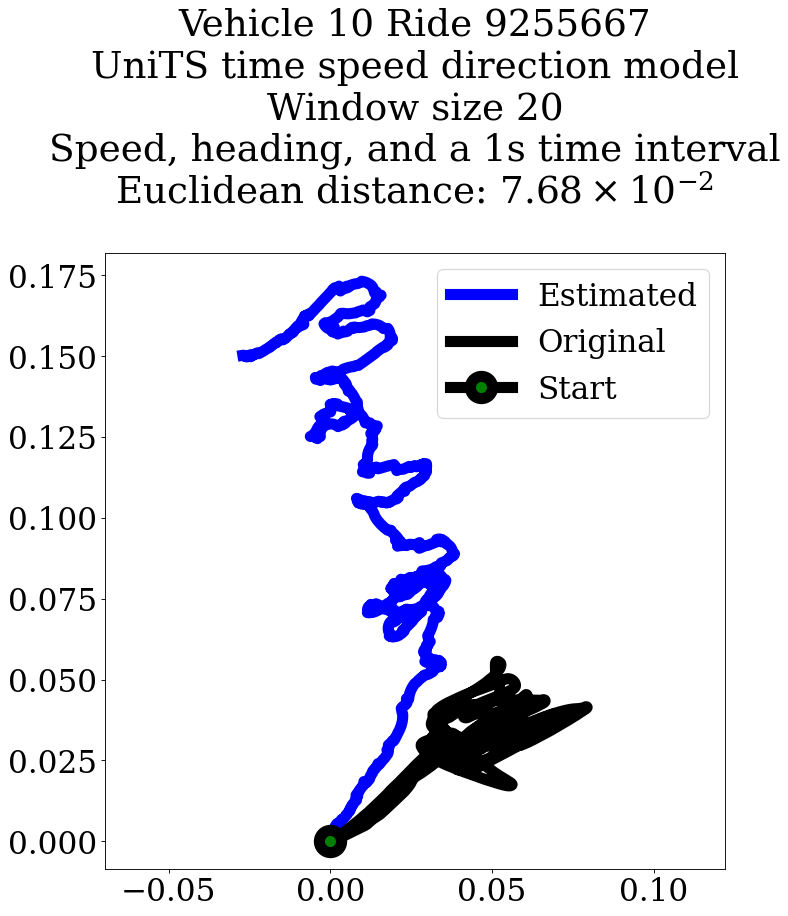 Vehicle 10 Ride 9255667
UniTS time speed direction model
Window size 20
Speed, heading, and a 1s time interval
Euclidean distance: 7.68 × 10⁻²
0.175
0.150
0.125
0.100
0.075
0.050
0.025
0.000
Estimated
Original
Start
−0.05 0.00 0.05 0.10